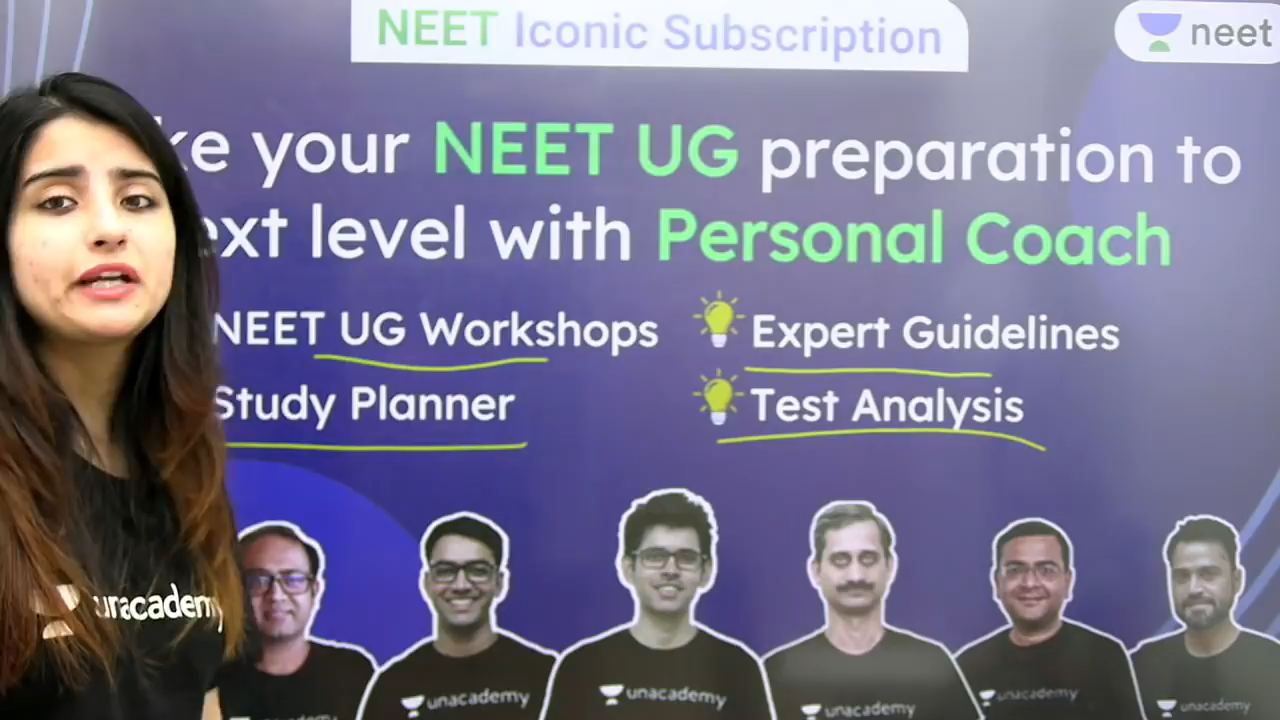 NEET Iconic Subscription
neet
ke your NEET UG preparation to
ext level with Personal Coach
NEET UG Workshops
Expert Guidelines
Study Planner
Test Analysis
unacademy
unacademy
unacademy
unacademy
unacademy
unacademy